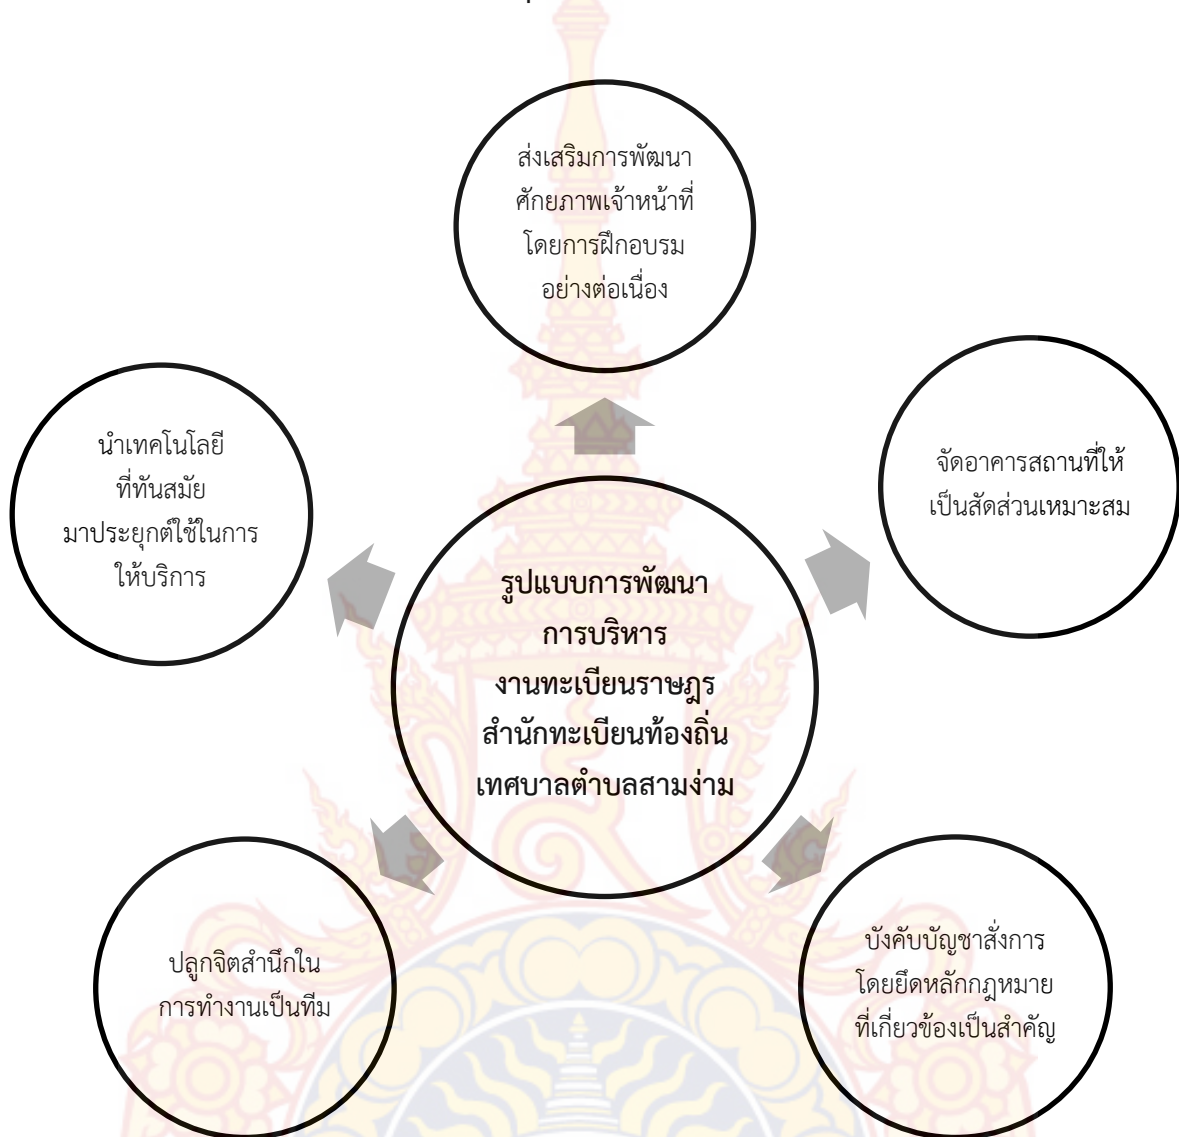 ส่งเสริมการพัฒนา
ศักยภาพเจ้าหน้าที่
โดยการฝึกอบรม
อย่างต่อเนื่อง
จัดอาคารสถานที่ให้
เป็นสัดส่วนเหมาะสม
นำเทคโนโลยี
ที่ทันสมัย
มาประยุกต์ใช้ในการ
ให้บริการ
รูปแบบการพัฒนา
การบริหาร
งานทะเบียนราษฎร
สำนักทะเบียนท้องถิ่น
เทศบาลตำบลสามง่าม
ปลูกจิตสำนึกใน
การทำงานเป็นทีม
บังคับบัญชาสั่งการ
โดยยึดหลักกฎหมาย
ที่เกี่ยวข้องเป็นสำคัญ